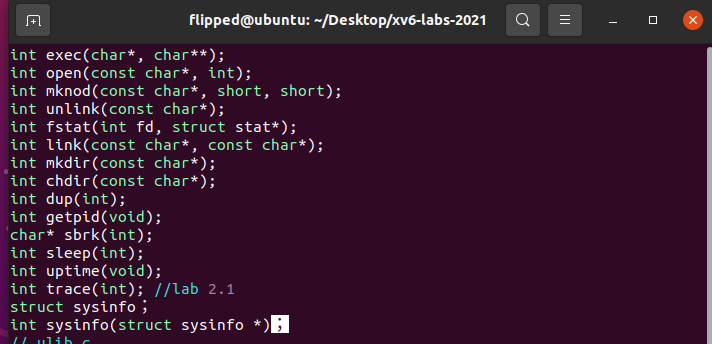 flipped@ubuntu: ~/Desktop/xv6-labs-2021
int exec(char*, char**);
int open(const char*, int);
int mknod(const char*, short, short);
int unlink(const char*);
int fstat(int fd, struct stat*);
int link(const char*, const char*);
int mkdir(const char*);
int chdir(const char*);
int dup(int);
int getpid(void);
char* sbrk(int);
int sleep(int);
int uptime(void);
int trace(int); //lab 2.1
struct sysinfo；
int sysinfo(struct sysinfo *)；
// ulib.c